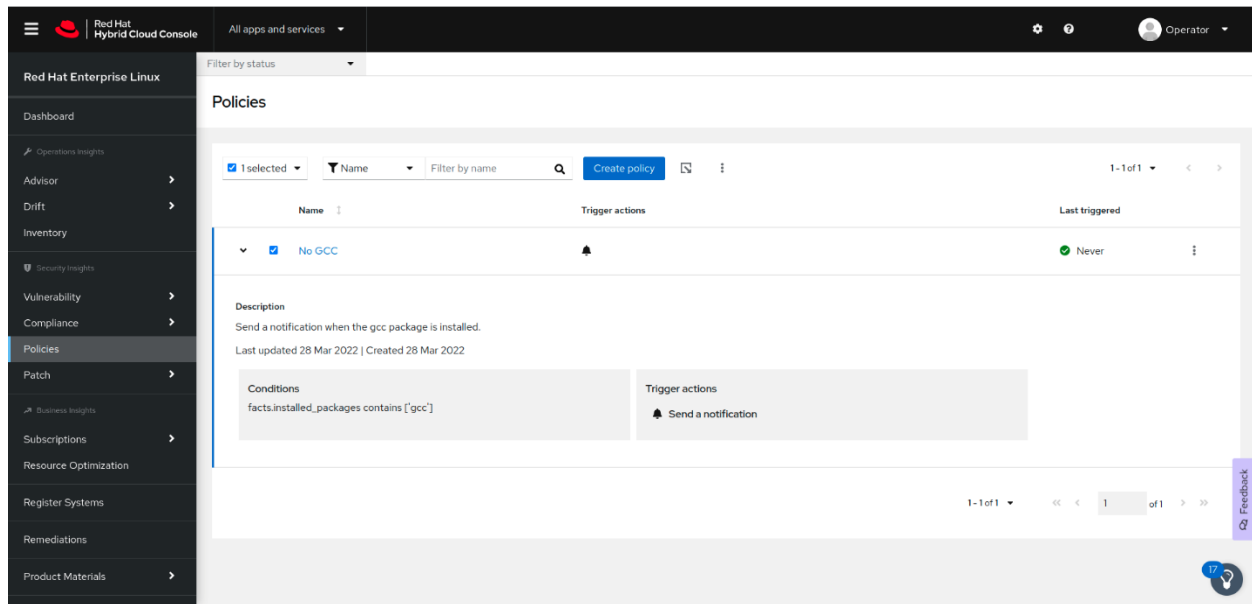 Red Hat
Hybrid Cloud Console
All apps and services
Operator
Red Hat Enterprise Linux
Dashboard
Operations Insights
Advisor
Drift
Inventory
Security Insights
Vulnerability
Compliance
Policies
Patch
Business Insights
Subscriptions
Resource Optimization
Register Systems
Remediations
Product Materials
Filter by status
Policies
1 selected
Name
Filter by name
Create policy
1 - 1 of 1
Name
Trigger actions
Last triggered
No GCC
Never
Description
Send a notification when the gcc package is installed.
Last updated 28 Mar 2022 | Created 28 Mar 2022
Conditions
facts.installed_packages contains ['gcc']
Trigger actions
Send a notification
1 - 1 of 1
1
of 1
Feedback
17